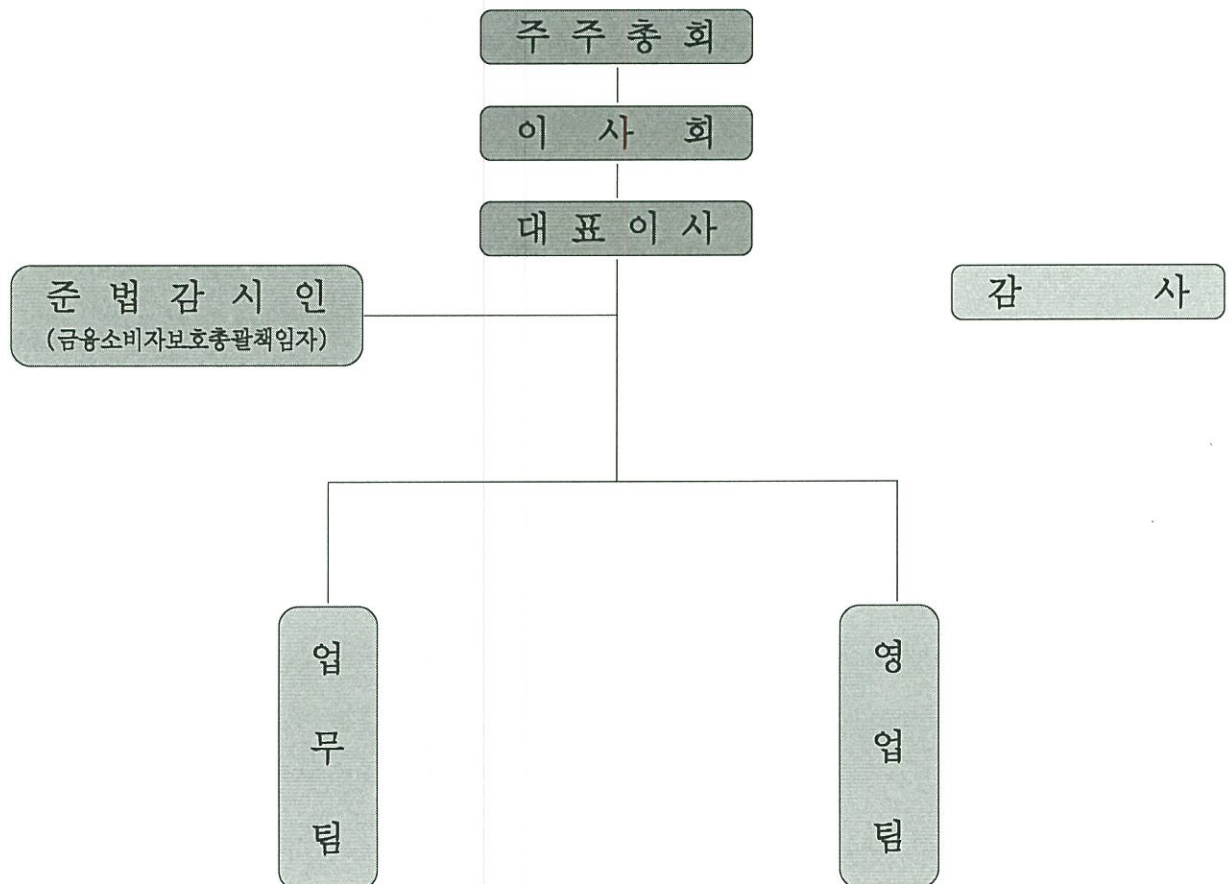 주 주 총 회
이 사 회
대 표 이 사
준 법 감 시 인
(금융소비자보호총괄책임자)
감 사
업
무
팀
영
업
팀